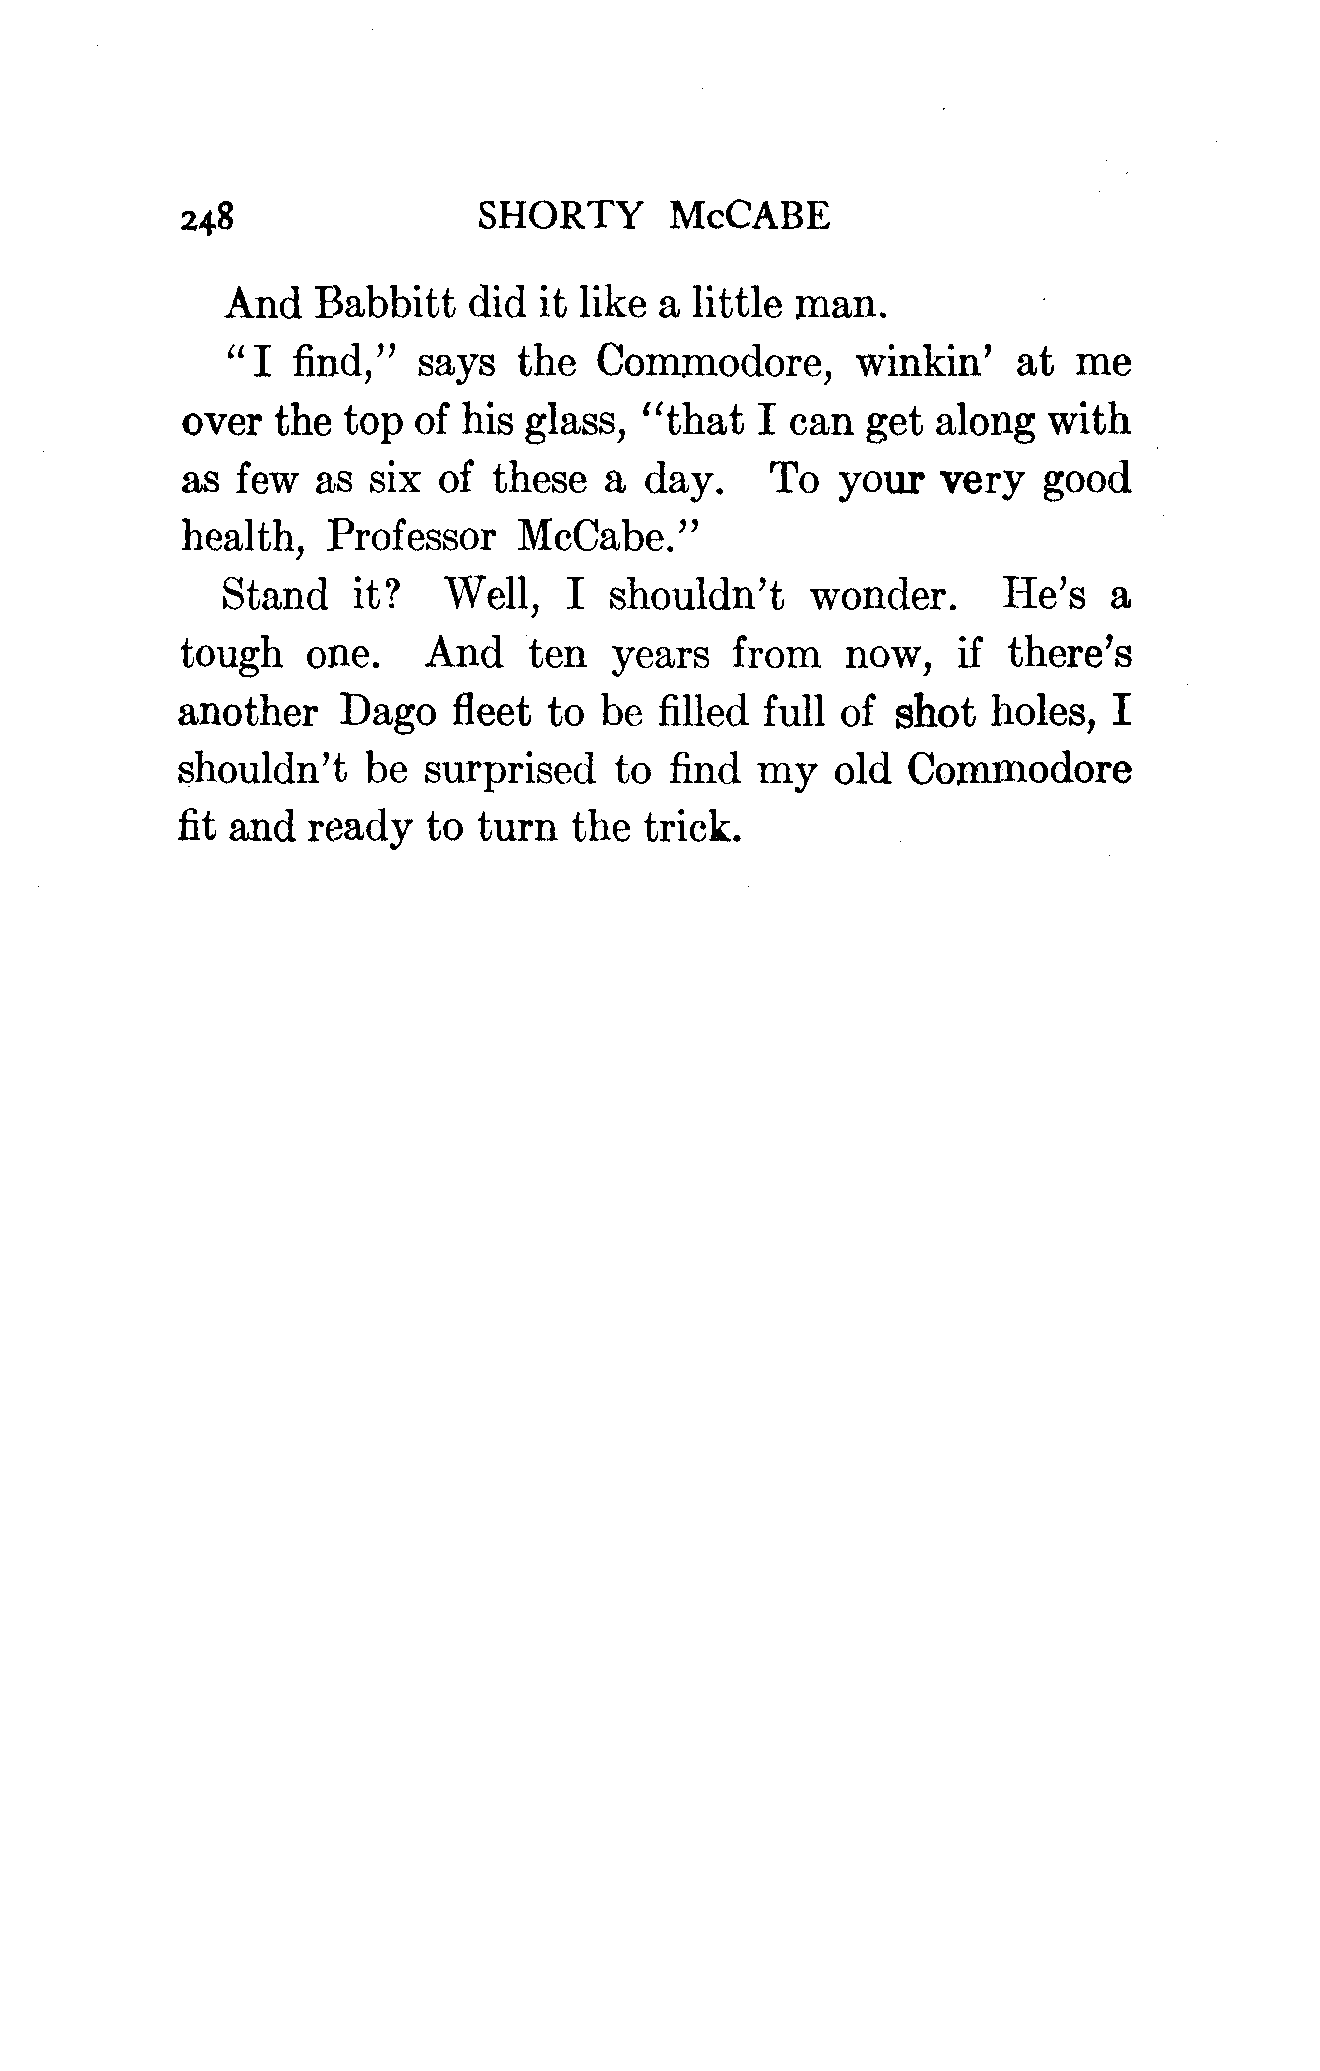 248 SHORTY McCABE
And Babbitt did it like a little man.
"I find," says the Commodore, winkin' at me
over the top of his glass, "that I can get along with
as few as six of these a day. To your very good
health, Professor McCabe."
Stand it? Well, I shouldn't wonder. He's a
tough one. And ten years from now, if there's
another Dago fleet to be filled full of shot holes, I
shouldn't be surprised to find my old Commodore
fit and ready to turn the trick.